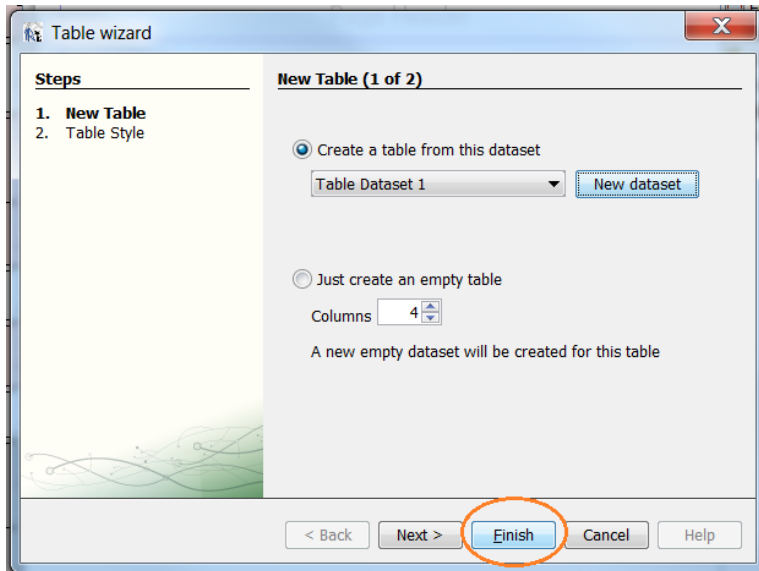 Table wizard
Steps
1. New Table
2. Table Style
New Table (1 of 2)
Create a table from this dataset
Table Dataset 1 New dataset
Just create an empty table
Columns 4
A new empty dataset will be created for this table
< Back Next > Finish Cancel Help